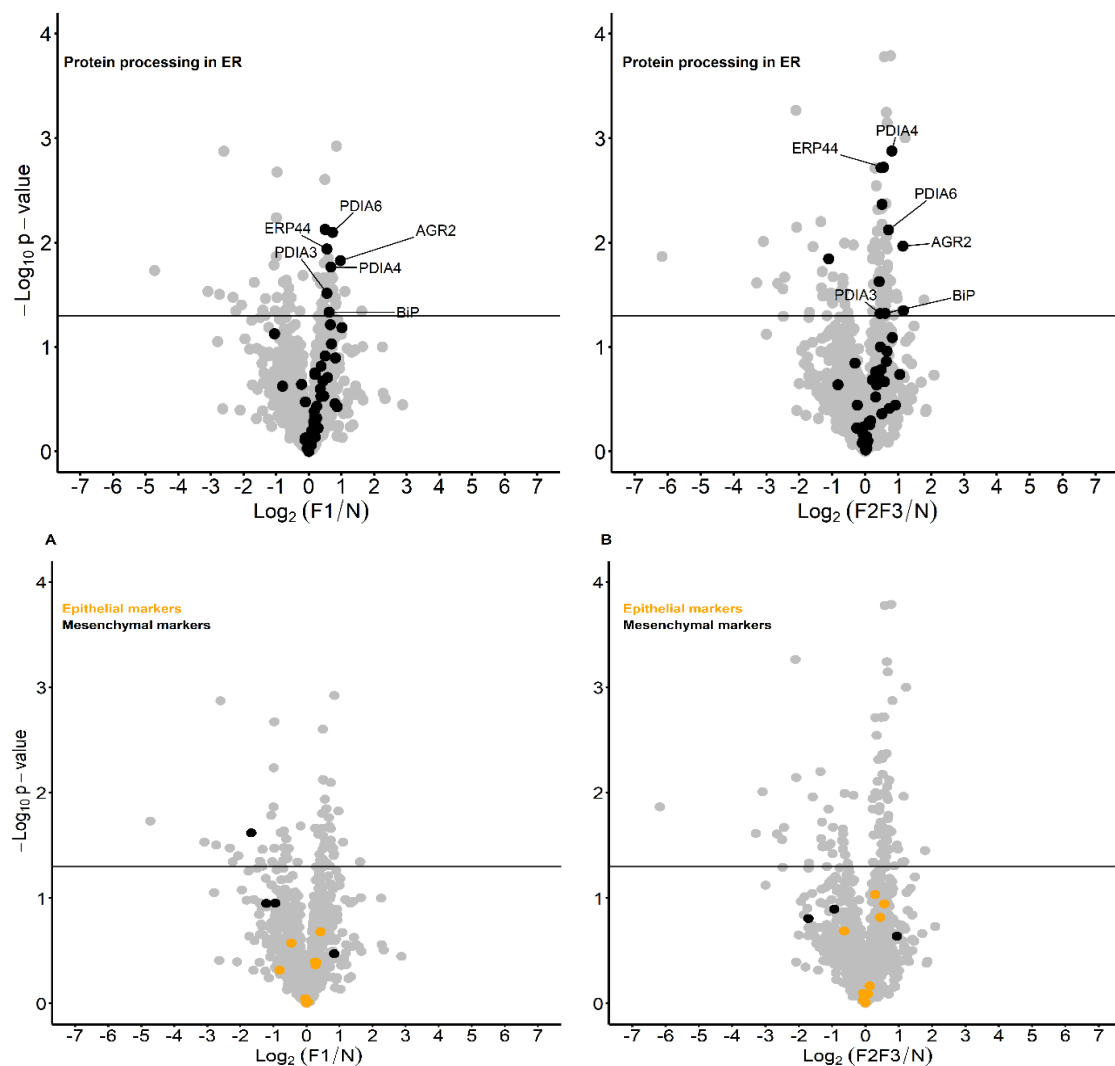 Protein processing in ER
4
3
2
1
0
−Log10 p − value
PDIA6
ERP44
AGR2
PDIA3
PDIA4
BiP
-7 -6 -5 -4 -3 -2 -1 0 1 2 3 4 5 6 7
Log2 (F1/N)
Protein processing in ER
4
3
2
1
0
PDIA4
ERP44
PDIA6
AGR2
PDIA3
BiP
-7 -6 -5 -4 -3 -2 -1 0 1 2 3 4 5 6 7
Log2 (F2F3/N)
A
Epithelial markers
Mesenchymal markers
4
3
2
1
0
−Log10 p − value
-7 -6 -5 -4 -3 -2 -1 0 1 2 3 4 5 6 7
Log2 (F1/N)
B
Epithelial markers
Mesenchymal markers
4
3
2
1
0
-7 -6 -5 -4 -3 -2 -1 0 1 2 3 4 5 6 7
Log2 (F2F3/N)